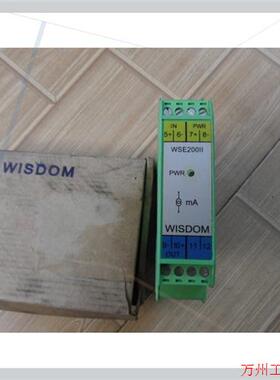 WISDOM
IN PWR
5+ 6- 7+ 8-
WSE200II
PWR
mA
WISDOM
9- 10+ 11 12
OUT
万州工